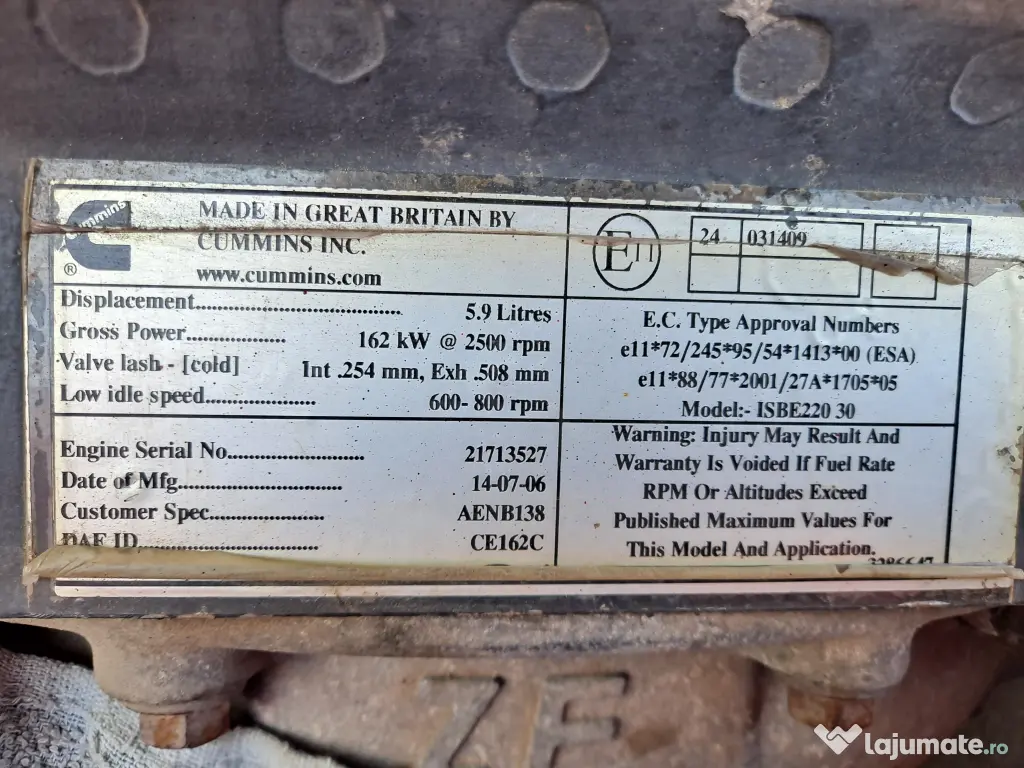 cummins
®
MADE IN GREAT BRITAIN BY
CUMMINS INC.
www.cummins.com
E11
24 031409
Displacement.................................... 5.9 Litres
Gross Power.................. 162 kW @ 2500 rpm
Valve lash - [cold] Int .254 mm, Exh .508 mm
Low idle speed.................... 600- 800 rpm
E.C. Type Approval Numbers
e11*72/245*95/54*1413*00 (ESA)
e11*88/77*2001/27A*1705*05
Model:- ISBE220 30
Engine Serial No........................ 21713527
Date of Mfg............................. 14-07-06
Customer Spec.................... AENB138
DAF ID................................ CE162C
Warning: Injury May Result And
Warranty Is Voided If Fuel Rate
RPM Or Altitudes Exceed
Published Maximum Values For
This Model And Application.
3286647
ZF
lajumate.ro